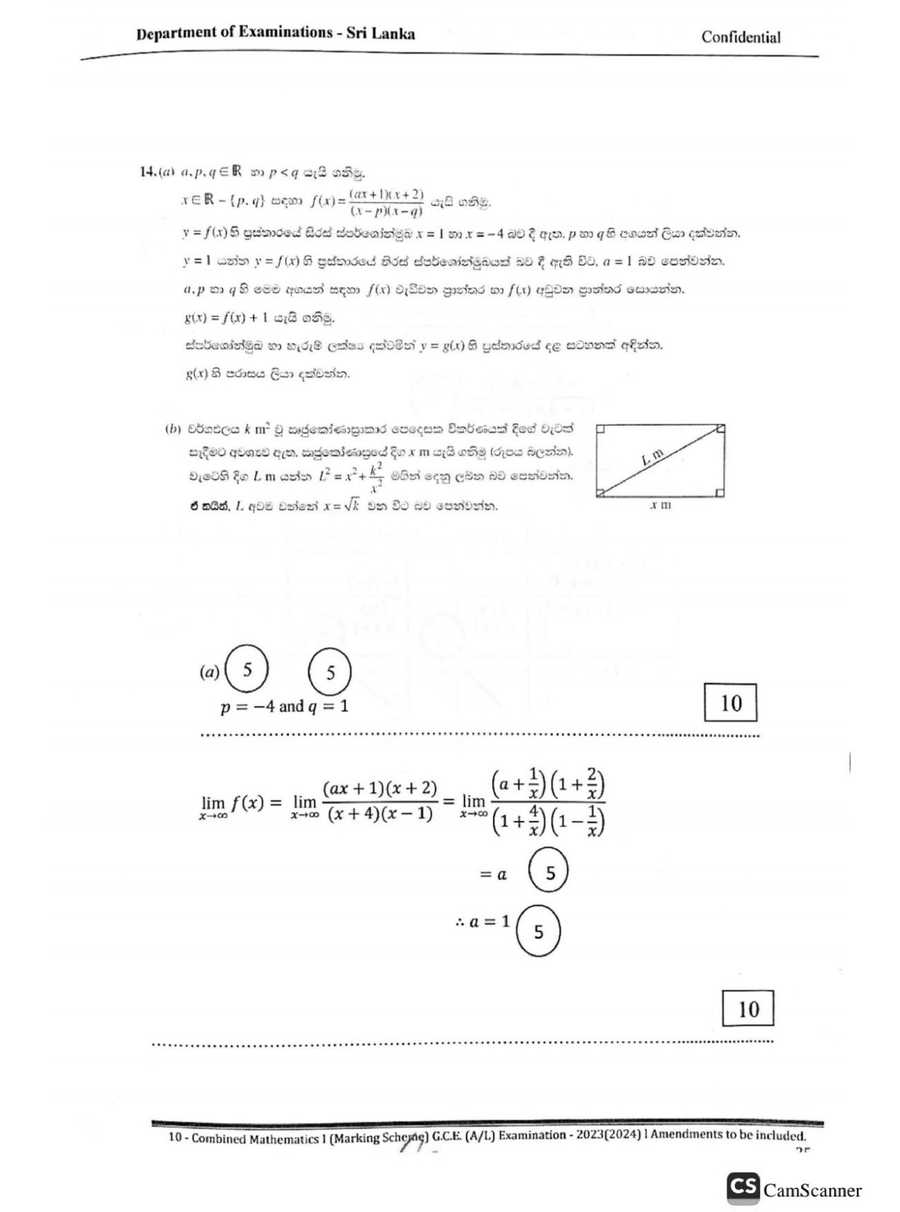 Department of Examinations - Sri Lanka
Confidential
14.(a) a, p, q ∈ ℝ හා p < q යැයි ගනිමු.
x ∈ ℝ – {p, q} සඳහා f(x) = (ax + 1)(x + 2) / (x – p)(x – q) යැයි ගනිමු.
y = f(x) හි ප්‍රස්තාරයේ සිරස් ස්පර්ශෝන්මුඛ x = 1 හා x = – 4 බව දී ඇත. p හා q හි අගයන් ලියා දක්වන්න.
y = 1 යන්න y = f(x) හි ප්‍රස්තාරයේ තිරස් ස්පර්ශෝන්මුඛයක් බව දී ඇති විට, a = 1 බව පෙන්වන්න.
a, p හා q හි මෙම අගයන් සඳහා f(x) වැඩිවන ප්‍රාන්තර හා f(x) අඩුවන ප්‍රාන්තර සොයන්න.
g(x) = f(x) + 1 යැයි ගනිමු.
ස්පර්ශෝන්මුඛ හා හැරුම් ලක්ෂ්‍ය දක්වමින් y = g(x) හි ප්‍රස්තාරයේ දළ සටහනක් අඳින්න.
g(x) හි පරාසය ලියා දක්වන්න.
(b) වර්ගඵලය k m² වූ සෘජුකෝණාස්‍රාකාර පෙදෙසක විකර්ණයක් දිගේ වැටක්
සෑදීමට අවශ්‍යව ඇත. සෘජුකෝණාස්‍රයේ දිග x m යැයි ගනිමු (රූපය බලන්න).
වැටෙහි දිග L m යන්න L² = x² + k²/x² මගින් දෙනු ලබන බව පෙන්වන්න.
ඒ නයින්, L අවම වන්නේ x = √k වන විට බව පෙන්වන්න.
L m
x m
(a) 5 5
p = −4 and q = 1
10
lim x→∞ f(x) = lim x→∞ (ax + 1)(x + 2) / (x + 4)(x − 1) = lim x→∞ (a + 1/x)(1 + 2/x) / (1 + 4/x)(1 − 1/x)
= a 5
∴ a = 1 5
10
10 - Combined Mathematics I (Marking Scheme) G.C.E. (A/L) Examination - 2023(2024) l Amendments to be included.
CS CamScanner